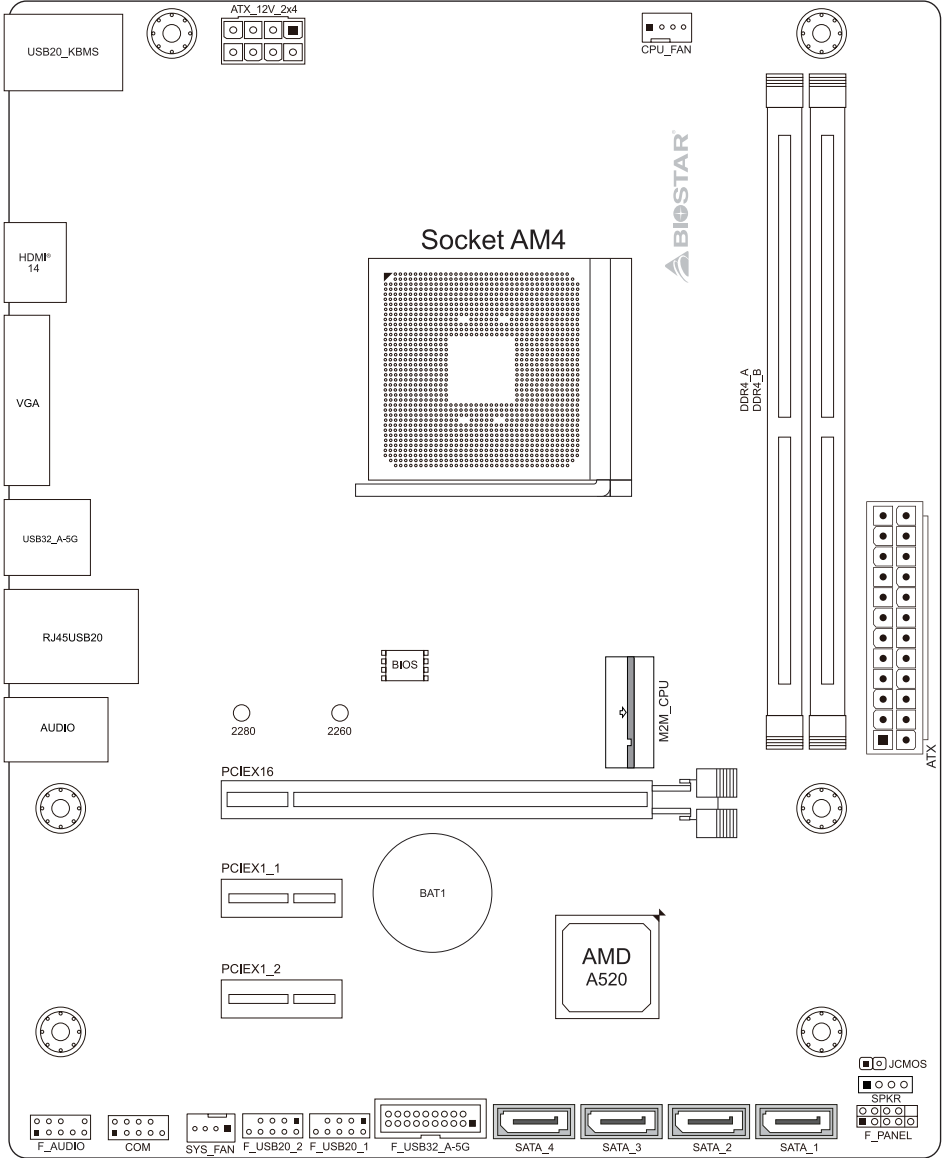 ATX_12V_2x4
USB20_KBMS
CPU_FAN
BIOSTAR®
Socket AM4
HDMI®
14
VGA
DDR4_A
DDR4_B
USB32_A-5G
RJ45USB20
BIOS
M2M_CPU
AUDIO
2280
2260
ATX
PCIEX16
PCIEX1_1
BAT1
AMD
A520
PCIEX1_2
JCMOS
SPKR
F_PANEL
F_AUDIO
COM
SYS_FAN
F_USB20_2
F_USB20_1
F_USB32_A-5G
SATA_4
SATA_3
SATA_2
SATA_1